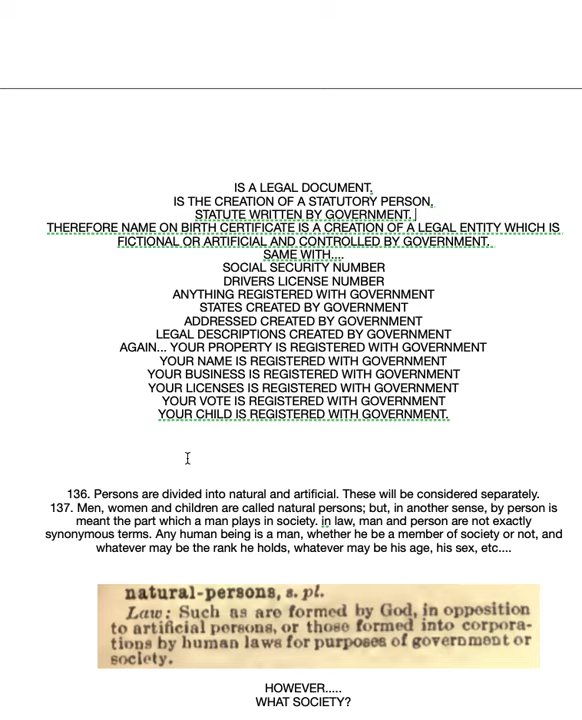 IS A LEGAL DOCUMENT.
IS THE CREATION OF A STATUTORY PERSON.
STATUTE WRITTEN BY GOVERNMENT.
THEREFORE NAME ON BIRTH CERTIFICATE IS A CREATION OF A LEGAL ENTITY WHICH IS
FICTIONAL OR ARTIFICIAL AND CONTROLLED BY GOVERNMENT.
SAME WITH....
SOCIAL SECURITY NUMBER
DRIVERS LICENSE NUMBER
ANYTHING REGISTERED WITH GOVERNMENT
STATES CREATED BY GOVERNMENT
ADDRESSED CREATED BY GOVERNMENT
LEGAL DESCRIPTIONS CREATED BY GOVERNMENT
AGAIN... YOUR PROPERTY IS REGISTERED WITH GOVERNMENT
YOUR NAME IS REGISTERED WITH GOVERNMENT
YOUR BUSINESS IS REGISTERED WITH GOVERNMENT
YOUR LICENSES IS REGISTERED WITH GOVERNMENT
YOUR VOTE IS REGISTERED WITH GOVERNMENT
YOUR CHILD IS REGISTERED WITH GOVERNMENT.
136. Persons are divided into natural and artificial. These will be considered separately.
137. Men, women and children are called natural persons; but, in another sense, by person is
meant the part which a man plays in society. in law, man and person are not exactly
synonymous terms. Any human being is a man, whether he be a member of society or not, and
whatever may be the rank he holds, whatever may be his age, his sex, etc....
natural-persons, s. pl.
Law: Such as are formed by God, in opposition
to artificial persons, or those formed into corpora-
tions by human laws for purposes of government or
society.
HOWEVER.....
WHAT SOCIETY?